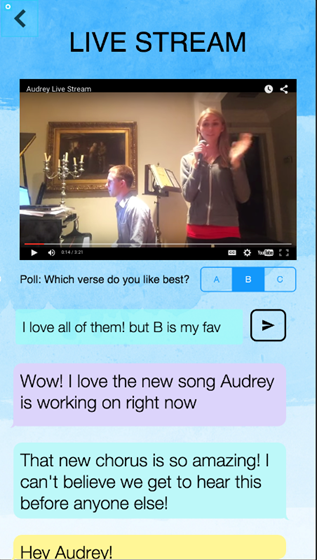 LIVE STREAM
Audrey Live Stream
0:14 / 3:21
YouTube
Poll: Which verse do you like best?
A B C
I love all of them! but B is my fav
Wow! I love the new song Audrey
is working on right now
That new chorus is so amazing! I
can't believe we get to hear this
before anyone else!
Hey Audrey!